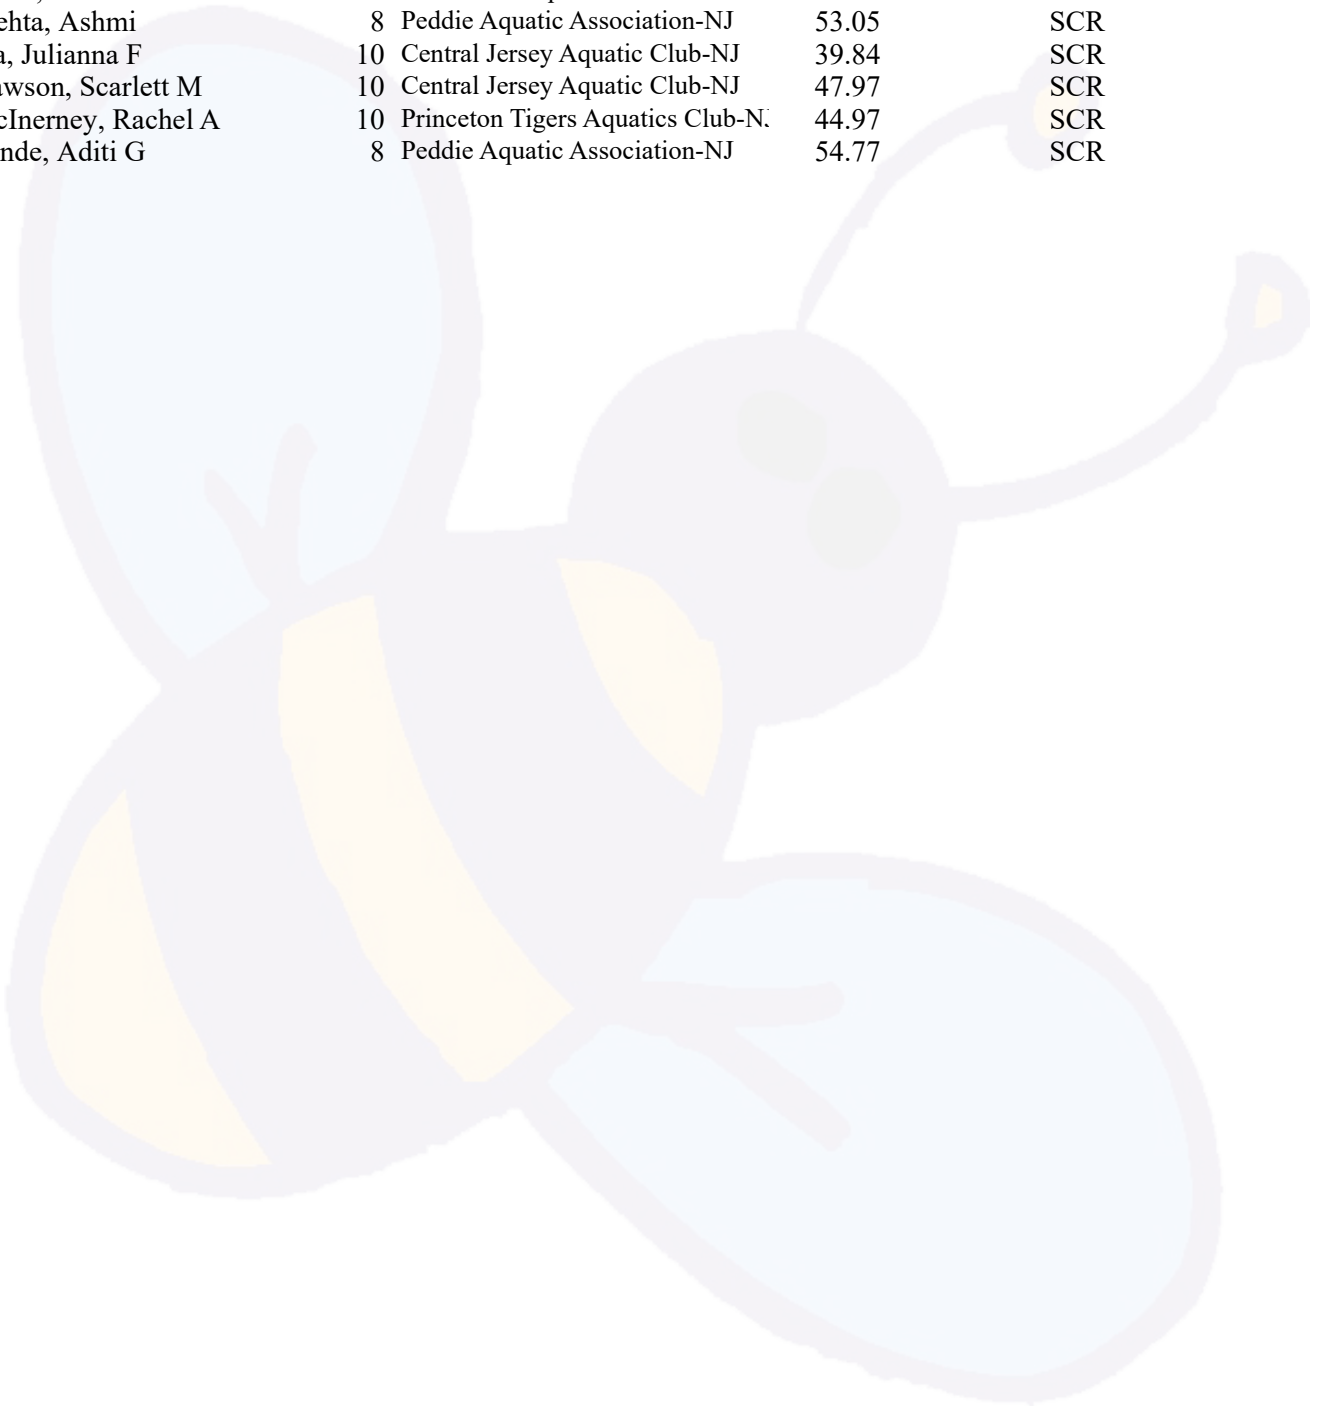 ehta, Ashmi 8 Peddie Aquatic Association-NJ 53.05 SCR
a, Julianna F 10 Central Jersey Aquatic Club-NJ 39.84 SCR
awson, Scarlett M 10 Central Jersey Aquatic Club-NJ 47.97 SCR
cInerney, Rachel A 10 Princeton Tigers Aquatics Club-N 44.97 SCR
nde, Aditi G 8 Peddie Aquatic Association-NJ 54.77 SCR